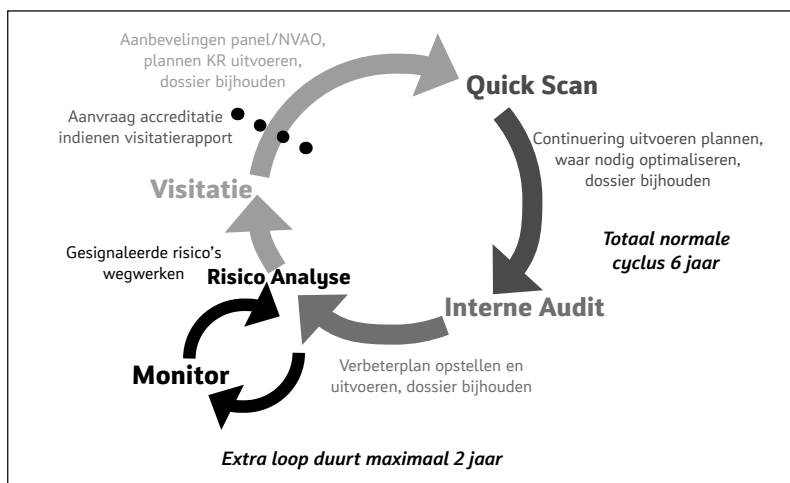 Aanbevelingen panel/NVAO,
plannen KR uitvoeren,
dossier bijhouden
Quick Scan
Aanvraag accreditatie
indienen visitatierapport
Continuering uitvoeren plannen,
waar nodig optimaliseren,
dossier bijhouden
Visitatie
Totaal normale
cyclus 6 jaar
Gesignaleerde risico's
wegwerken
Risico Analyse
Interne Audit
Monitor
Verbeterplan opstellen en
uitvoeren, dossier bijhouden
Extra loop duurt maximaal 2 jaar